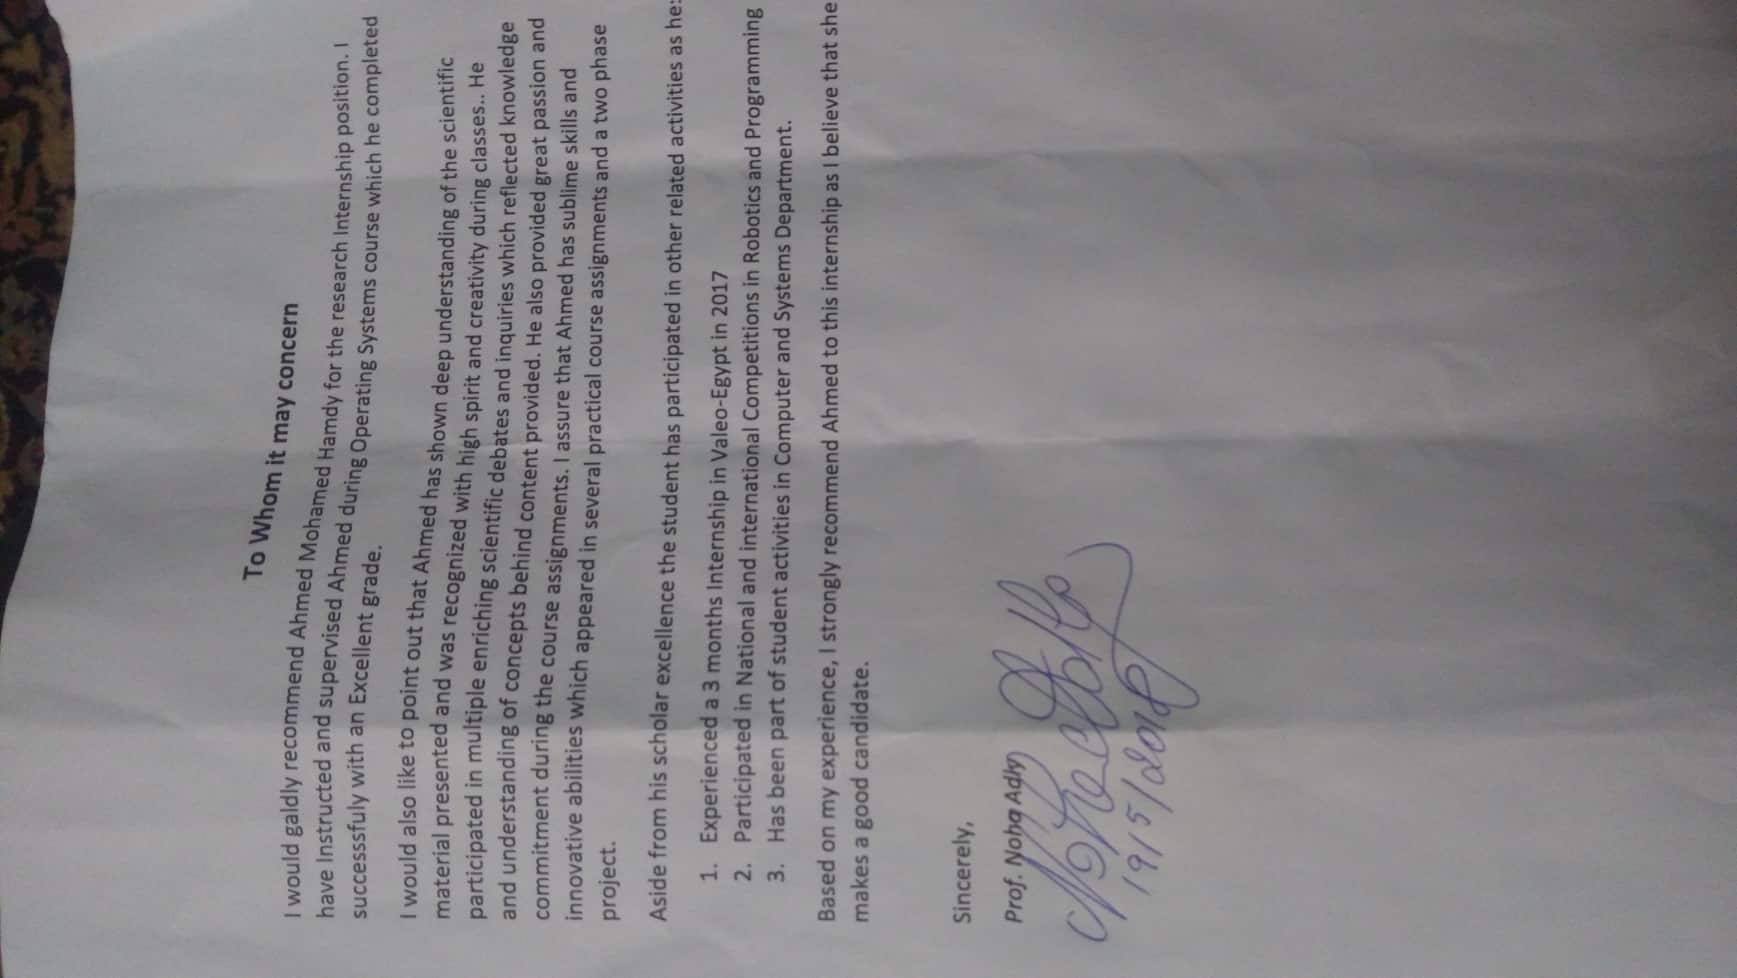 To Whom it may concern
I would galdly recommend Ahmed Mohamed Hamdy for the research Internship position. I
have Instructed and supervised Ahmed during Operating Systems course which he completed
successsfuly with an Excellent grade.
I would also like to point out that Ahmed has shown deep understanding of the scientific
material presented and was recognized with high spirit and creativity during classes.. He
participated in multiple enriching scientific debates and inquiries which reflected knowledge
and understanding of concepts behind content provided. He also provided great passion and
commitment during the course assignments. I assure that Ahmed has sublime skills and
innovative abilities which appeared in several practical course assignments and a two phase
project.
Aside from his scholar excellence the student has participated in other related activities as he:
1. Experienced a 3 months Internship in Valeo-Egypt in 2017
2. Participated in National and international Competitions in Robotics and Programming
3. Has been part of student activities in Computer and Systems Department.
Based on my experience, I strongly recommend Ahmed to this internship as I believe that she
makes a good candidate.
Sincerely,
Prof. Noha Adly
19/5/2018